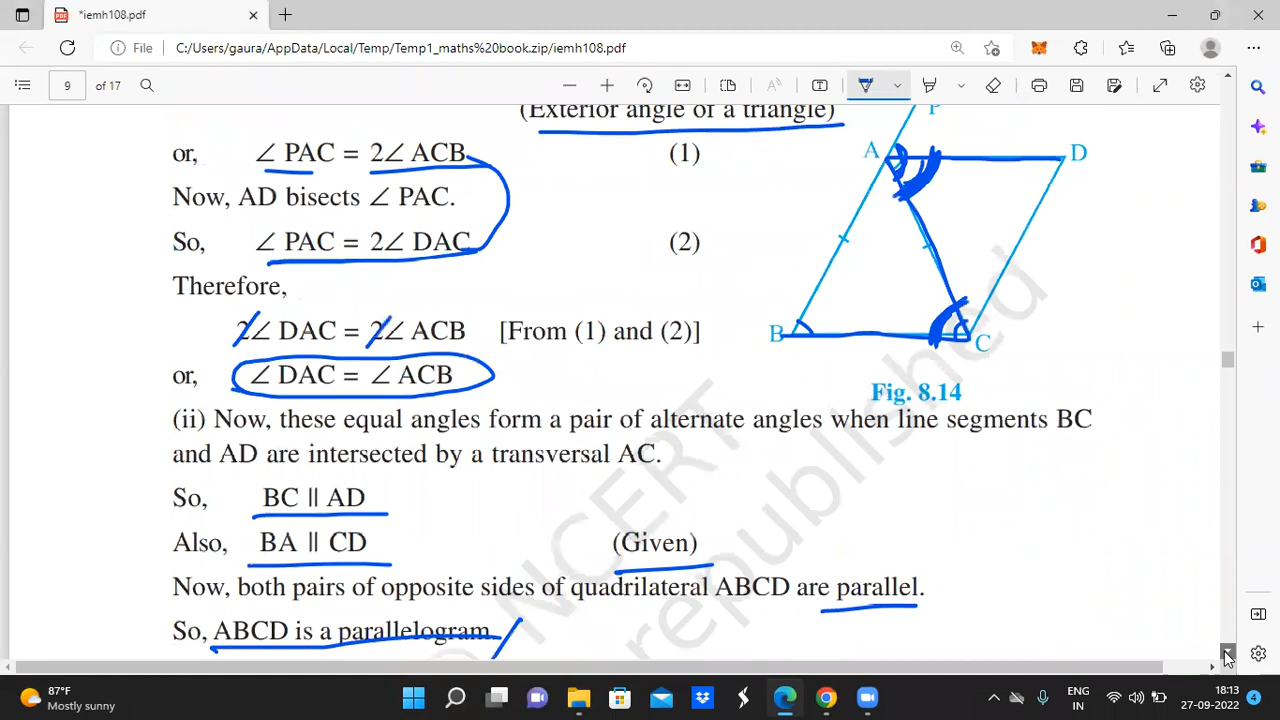 *iemh108.pdf
File C:/Users/gaura/AppData/Local/Temp/Temp1_maths%20book.zip/iemh108.pdf
9 of 17
(Exterior angle of a triangle)
P
or, ∠ PAC = 2∠ ACB (1)
A D
Now, AD bisects ∠ PAC.
So, ∠ PAC = 2∠ DAC (2)
Therefore,
2∠ DAC = 2∠ ACB [From (1) and (2)]
B C
or, ∠ DAC = ∠ ACB
Fig. 8.14
(ii) Now, these equal angles form a pair of alternate angles when line segments BC
and AD are intersected by a transversal AC.
So, BC || AD
Also, BA || CD (Given)
Now, both pairs of opposite sides of quadrilateral ABCD are parallel.
So, ABCD is a parallelogram.
NCERT
republished
87°F
Mostly sunny
ENG
IN
18:13
27-09-2022
4